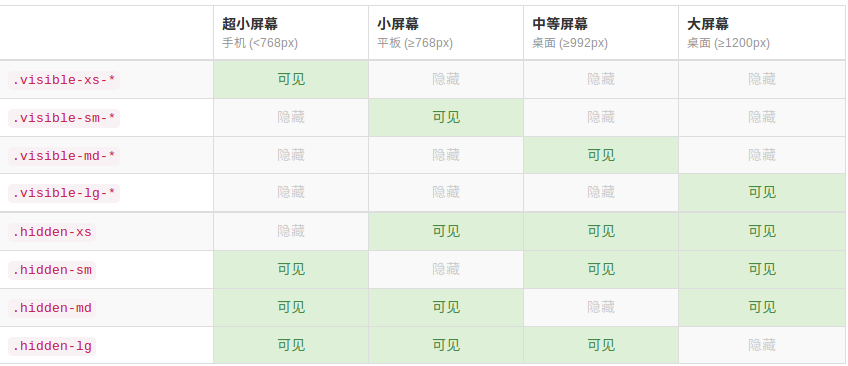 超小屏幕 小屏幕 中等屏幕 大屏幕
手机 (<768px) 平板 (≥768px) 桌面 (≥992px) 桌面 (≥1200px)
.visible-xs-* 可见 隐藏 隐藏 隐藏
.visible-sm-* 隐藏 可见 隐藏 隐藏
.visible-md-* 隐藏 隐藏 可见 隐藏
.visible-lg-* 隐藏 隐藏 隐藏 可见
.hidden-xs 隐藏 可见 可见 可见
.hidden-sm 可见 隐藏 可见 可见
.hidden-md 可见 可见 隐藏 可见
.hidden-lg 可见 可见 可见 隐藏